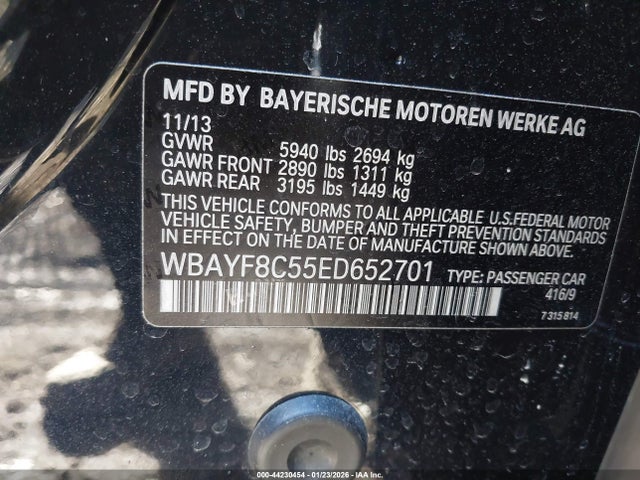 MFD BY BAYERISCHE MOTOREN WERKE AG
11/13
GVWR 5940 lbs 2694 kg
GAWR FRONT 2890 lbs 1311 kg
GAWR REAR 3195 lbs 1449 kg
THIS VEHICLE CONFORMS TO ALL APPLICABLE U.S.FEDERAL MOTOR
VEHICLE SAFETY, BUMPER AND THEFT PREVENTION STANDARDS
IN EFFECT ON THE DATE OF MANUFACTURE SHOWN ABOVE.
WBAYF8C55ED652701 TYPE: PASSENGER CAR
416/9
7 315 814
000-44230454 - 01/23/2026 - IAA Inc.